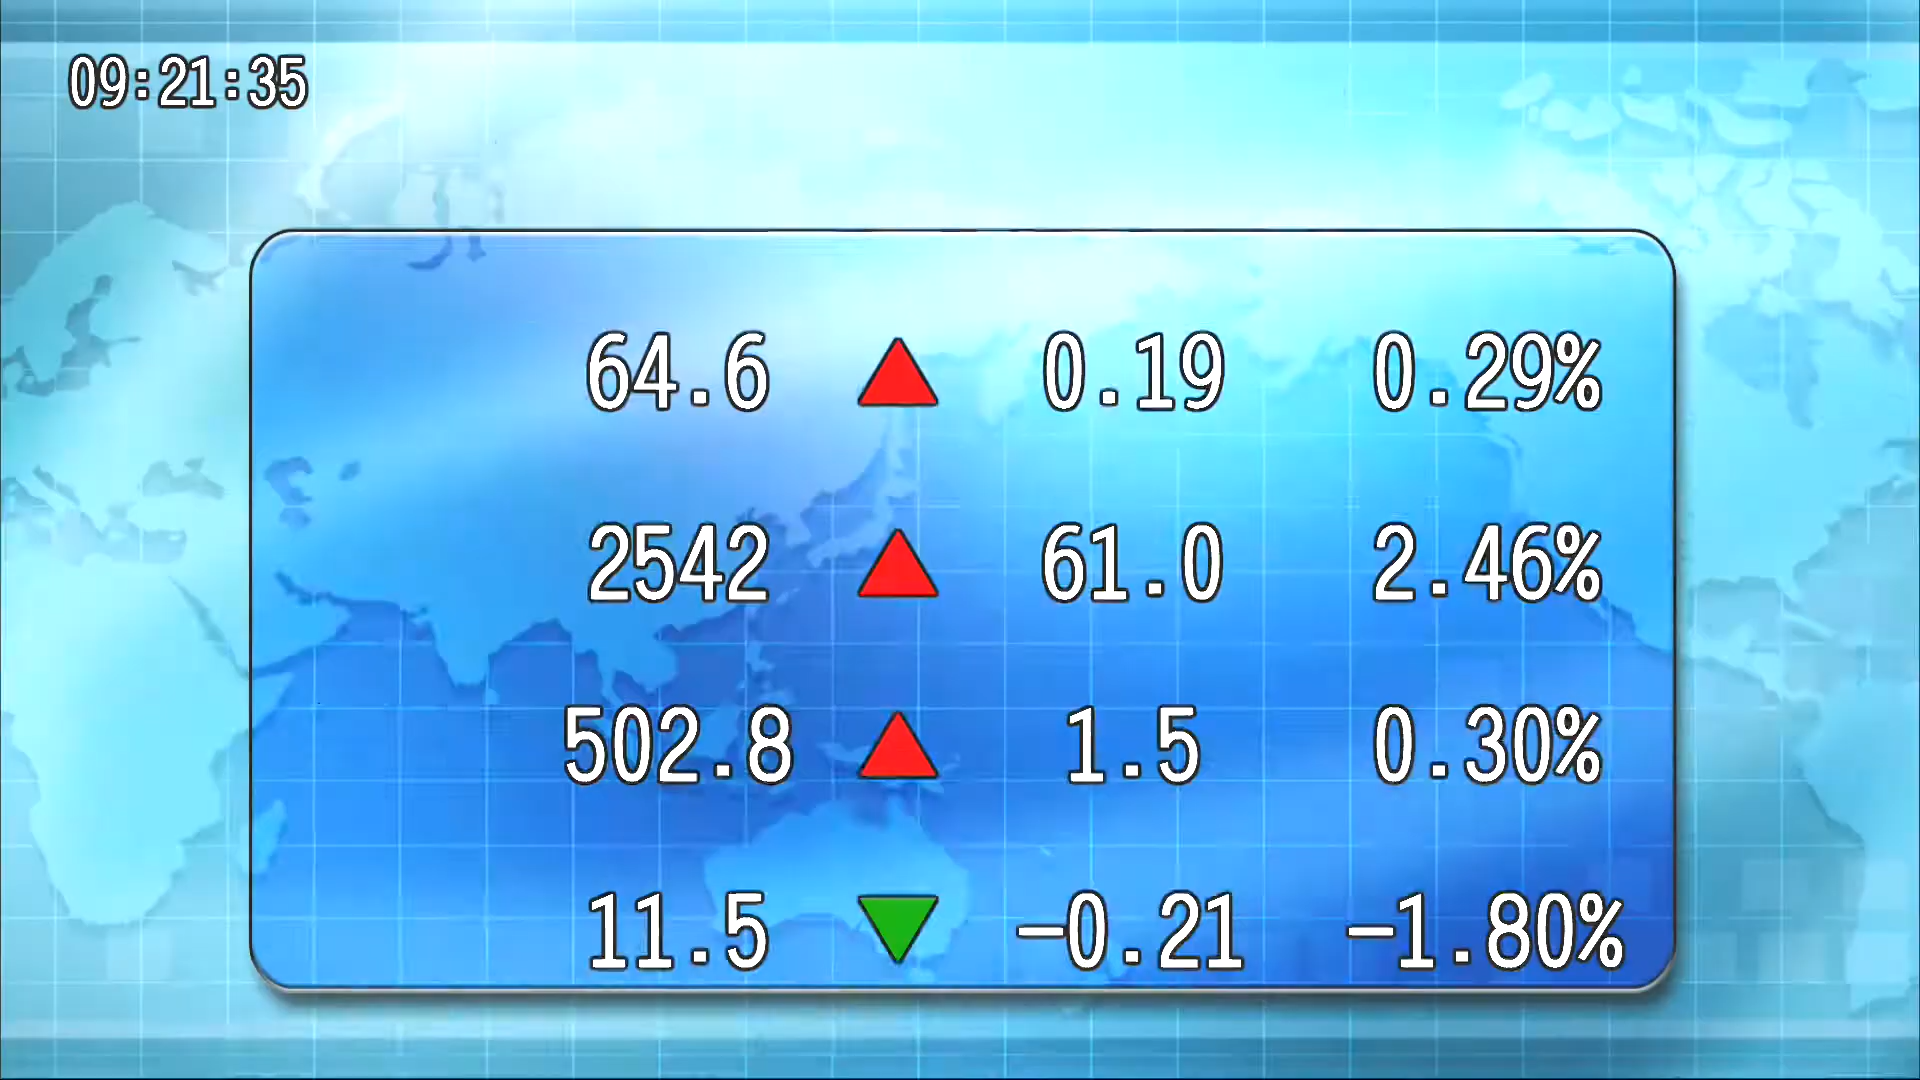 09:21:35
64.6 ▲ 0.19 0.29%
2542 ▲ 61.0 2.46%
502.8 ▲ 1.5 0.30%
11.5 ▼ -0.21 -1.80%